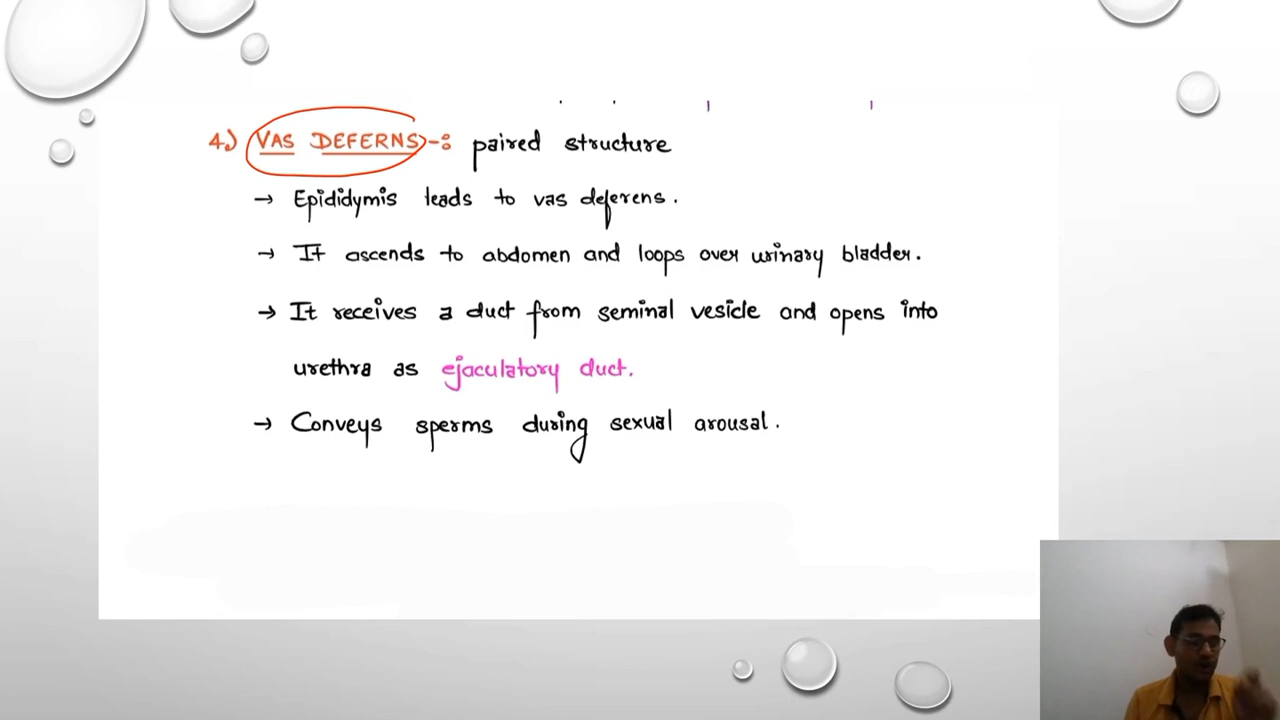 4.) VAS DEFERNS -: paired structure
→ Epididymis leads to vas deferens.
→ It ascends to abdomen and loops over urinary bladder.
→ It receives a duct from seminal vesicle and opens into
urethra as ejaculatory duct.
→ Conveys sperms during sexual arousal.